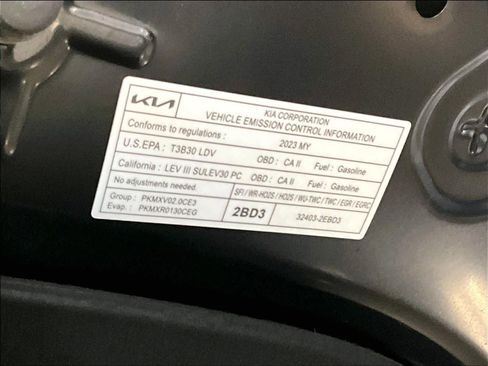 KIA KIA CORPORATION
VEHICLE EMISSION CONTROL INFORMATION
Conforms to regulations : 2023 MY
U.S.EPA : T3B30 LDV OBD : CA II Fuel : Gasoline
California : LEV III SULEV30 PC OBD : CA II Fuel : Gasoline
No adjustments needed. SFI / WR-HO2S / HO2S / WU-TWC / TWC / EGR / EGRC
Group : PKMXV02.0CE3
Evap. : PKMXR0130CEG 2BD3 32403-2EBD3